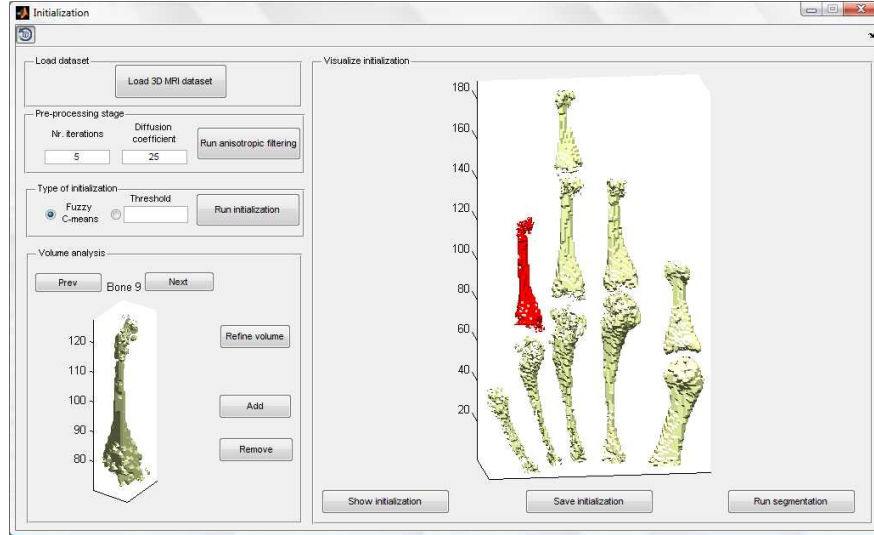 Initialization
Load dataset
Load 3D MRI dataset
Pre-processing stage
Nr. iterations
Diffusion
coefficient
5
25
Run anisotropic filtering
Type of initialization
Fuzzy
C-means
Threshold
Run initialization
Volume analysis
Prev
Bone 9
Next
120
110
100
90
80
Refine volume
Add
Remove
Visualize initialization
180
160
140
120
100
80
60
40
20
Show initialization
Save initialization
Run segmentation